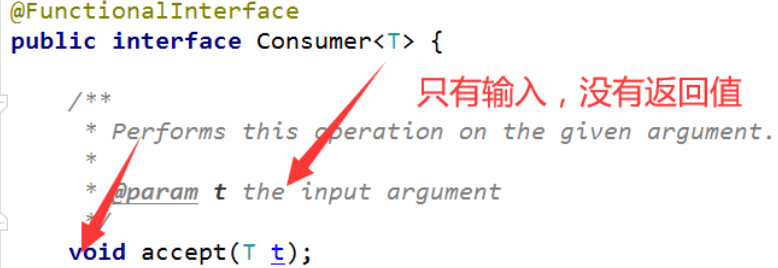 @FunctionalInterface
public interface Consumer<T> {
只有输入，没有返回值
/**
* Performs this operation on the given argument.
*
* @param t the input argument
*/
void accept(T t);